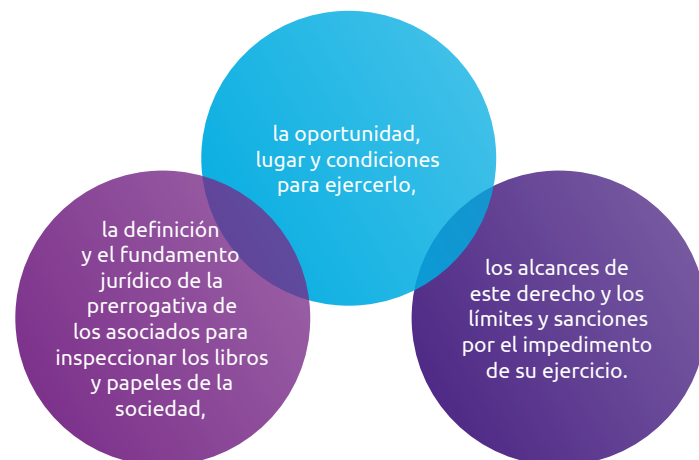 la definición
y el fundamento
jurídico de la
prerrogativa de
los asociados para
inspeccionar los libros
y papeles de la
sociedad,
la oportunidad,
lugar y condiciones
para ejercerlo,
los alcances de
este derecho y los
límites y sanciones
por el impedimento
de su ejercicio.